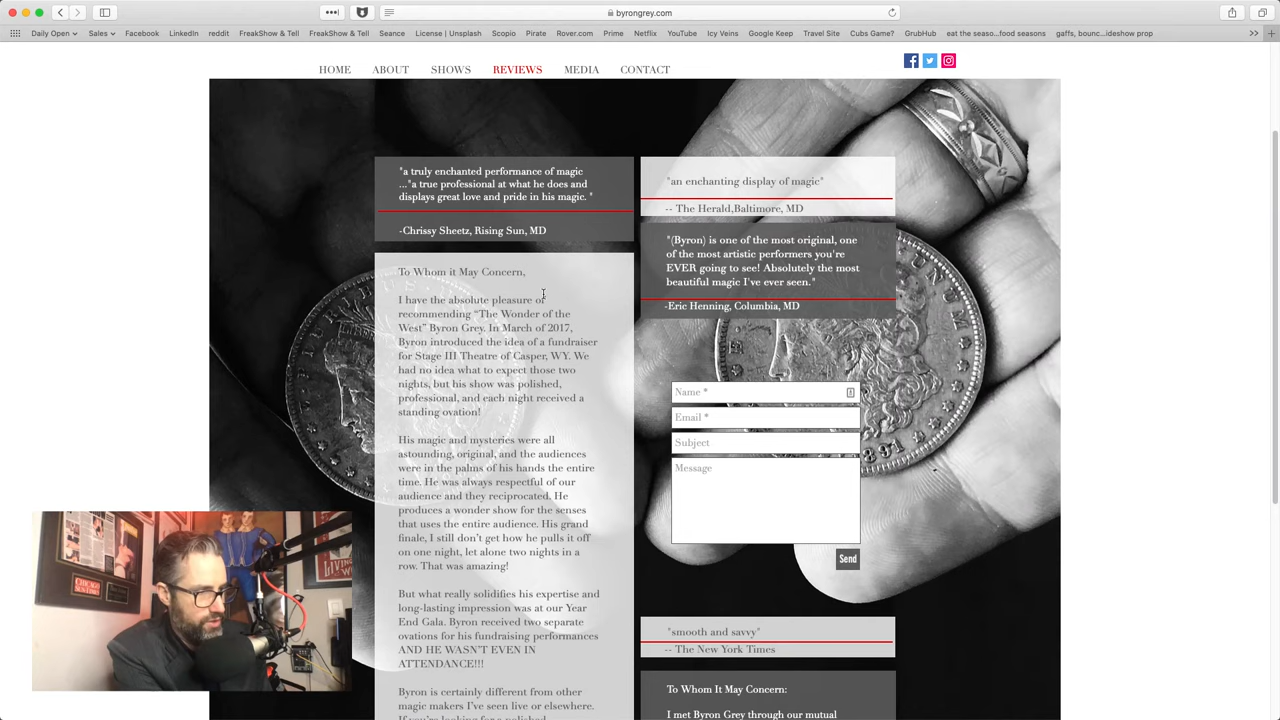 byrongrey.com
Daily Open
Sales
Facebook
LinkedIn
reddit
FreakShow & Tell
FreakShow & Tell
Seance
License | Unsplash
Scopio
Pirate
Rover.com
Prime
Netflix
YouTube
Icy Veins
Google Keep
Travel Site
Cubs Game?
GrubHub
eat the seaso...food seasons
gaffs, bounc...ideshow prop
HOME
ABOUT
SHOWS
REVIEWS
MEDIA
CONTACT
"a truly enchanted performance of magic
..."a true professional at what he does and
displays great love and pride in his magic. "
-Chrissy Sheetz, Rising Sun, MD
To Whom it May Concern,
I have the absolute pleasure of
recommending “The Wonder of the
West” Byron Grey. In March of 2017,
Byron introduced the idea of a fundraiser
for Stage III Theatre of Casper, WY. We
had no idea what to expect those two
nights, but his show was polished,
professional, and each night received a
standing ovation!
His magic and mysteries were all
astounding, original, and the audiences
were in the palms of his hands the entire
time. He was always respectful of our
audience and they reciprocated. He
produces a wonder show for the senses
that uses the entire audience. His grand
finale, I still don't get how he pulls it off
on one night, let alone two nights in a
row. That was amazing!
But what really solidifies his expertise and
long-lasting impression was at our Year
End Gala. Byron received two separate
ovations for his fundraising performances
AND HE WASN'T EVEN IN
ATTENDANCE!!!
Byron is certainly different from other
magic makers I've seen live or elsewhere.
If you're looking for a polished
"an enchanting display of magic"
-- The Herald,Baltimore, MD
"(Byron) is one of the most original, one
of the most artistic performers you're
EVER going to see! Absolutely the most
beautiful magic I've ever seen."
-Eric Henning, Columbia, MD
Name *
Email *
Subject
Message
Send
"smooth and savvy"
-- The New York Times
To Whom It May Concern:
I met Byron Grey through our mutual
CHICAGO
SUN-TIMES
LIVING
1891